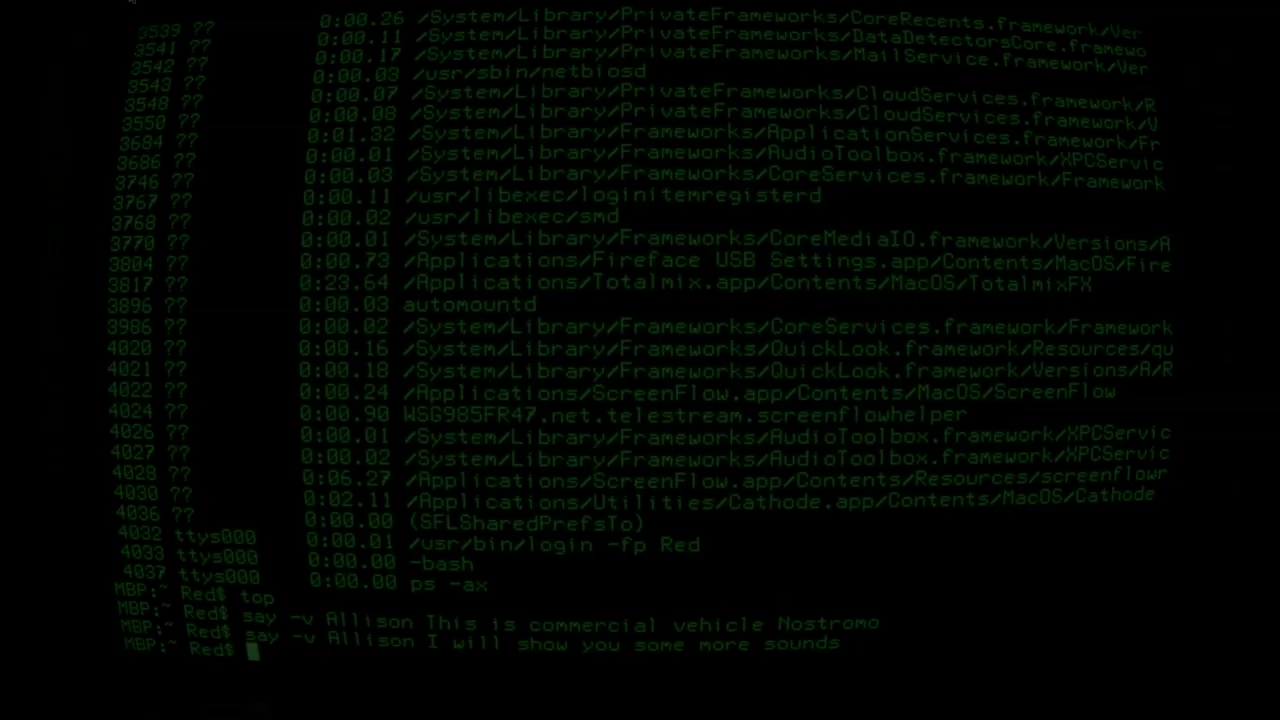 3539 ?? 0:00.26 /System/Library/PrivateFrameworks/CoreRecents.framework/Ver
3541 ?? 0:00.11 /System/Library/PrivateFrameworks/DataDetectorsCore.framewo
3542 ?? 0:00.17 /System/Library/PrivateFrameworks/MailService.framework/Ver
3543 ?? 0:00.03 /usr/sbin/netbiosd
3548 ?? 0:00.07 /System/Library/PrivateFrameworks/CloudServices.framework/R
3550 ?? 0:00.08 /System/Library/PrivateFrameworks/CloudServices.framework/V
3684 ?? 0:01.32 /System/Library/Frameworks/ApplicationServices.framework/Fr
3686 ?? 0:00.01 /System/Library/Frameworks/AudioToolbox.framework/XPCServic
3746 ?? 0:00.03 /System/Library/Frameworks/CoreServices.framework/Framework
3767 ?? 0:00.11 /usr/libexec/loginitemregisterd
3768 ?? 0:00.02 /usr/libexec/smd
3770 ?? 0:00.01 /System/Library/Frameworks/CoreMediaIO.framework/Versions/A
3804 ?? 0:00.73 /Applications/Fireface USB Settings.app/Contents/MacOS/Fire
3817 ?? 0:23.64 /Applications/Totalmix.app/Contents/MacOS/TotalmixFX
3896 ?? 0:00.03 automountd
3986 ?? 0:00.02 /System/Library/Frameworks/CoreServices.framework/Framework
4020 ?? 0:00.16 /System/Library/Frameworks/QuickLook.framework/Resources/qu
4021 ?? 0:00.18 /System/Library/Frameworks/QuickLook.framework/Versions/A/R
4022 ?? 0:00.24 /Applications/ScreenFlow.app/Contents/MacOS/ScreenFlow
4024 ?? 0:00.90 WSG985FR47.net.telestream.screenflowhelper
4026 ?? 0:00.01 /System/Library/Frameworks/AudioToolbox.framework/XPCServic
4027 ?? 0:00.02 /System/Library/Frameworks/AudioToolbox.framework/XPCServic
4028 ?? 0:06.27 /Applications/ScreenFlow.app/Contents/Resources/screenflowr
4030 ?? 0:02.11 /Applications/Utilities/Cathode.app/Contents/MacOS/Cathode
4036 ?? 0:00.00 (SFLSharedPrefsTo)
4032 ttys000 0:00.01 /usr/bin/login -fp Red
4033 ttys000 0:00.00 -bash
4037 ttys000 0:00.00 ps -ax
MBP:~ Red$ top
MBP:~ Red$ say -v Allison This is commercial vehicle Nostromo
MBP:~ Red$ say -v Allison I will show you some more sounds
MBP:~ Red$